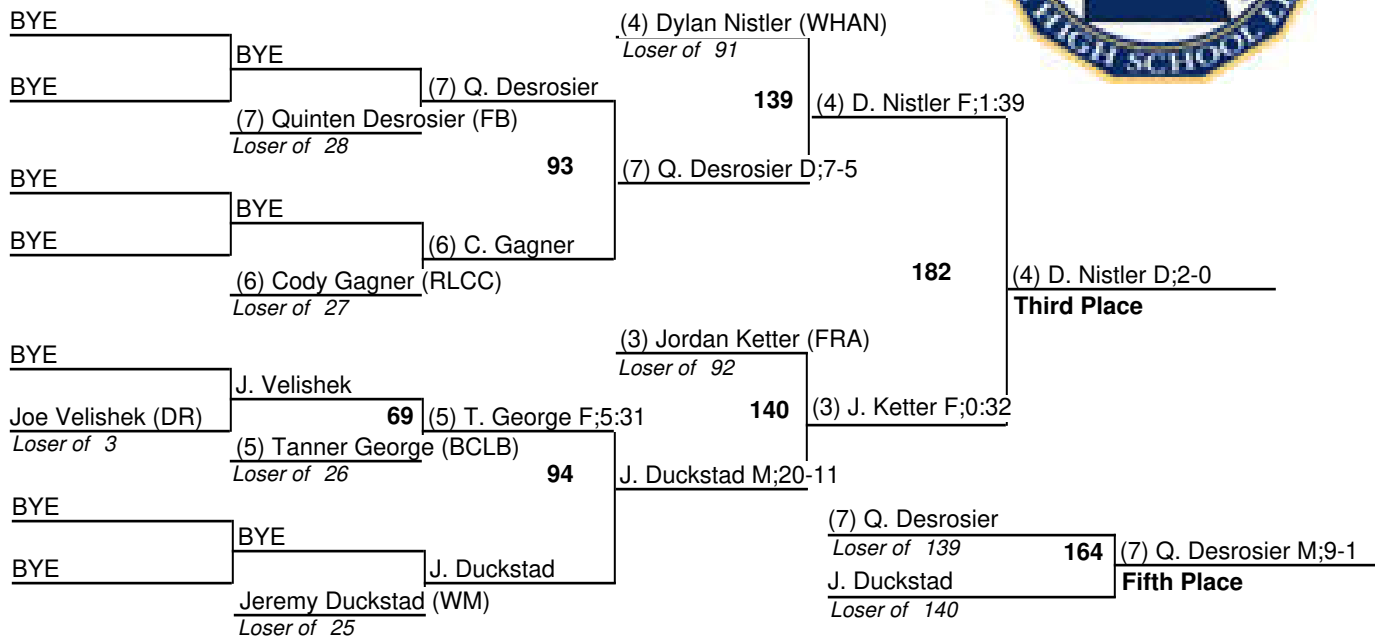 BYE
BYE
BYE
(7) Quinten Desrosier (FB)
Loser of 28
(7) Q. Desrosier
BYE
BYE
BYE
(6) Cody Gagner (RLCC)
Loser of 27
(6) C. Gagner
93
(4) Dylan Nistler (WHAN)
Loser of 91
139
(7) Q. Desrosier D;7-5
(4) D. Nistler F;1:39
BYE
Joe Velishek (DR)
Loser of 3
J. Velishek
69
(5) Tanner George (BCLB)
Loser of 26
(5) T. George F;5:31
BYE
BYE
BYE
Jeremy Duckstad (WM)
Loser of 25
J. Duckstad
94
(3) Jordan Ketter (FRA)
Loser of 92
140
J. Duckstad M;20-11
(3) J. Ketter F;0:32
182
(4) D. Nistler D;2-0
Third Place
(7) Q. Desrosier
Loser of 139
164
J. Duckstad
Loser of 140
(7) Q. Desrosier M;9-1
Fifth Place
HIGH SCHOOL